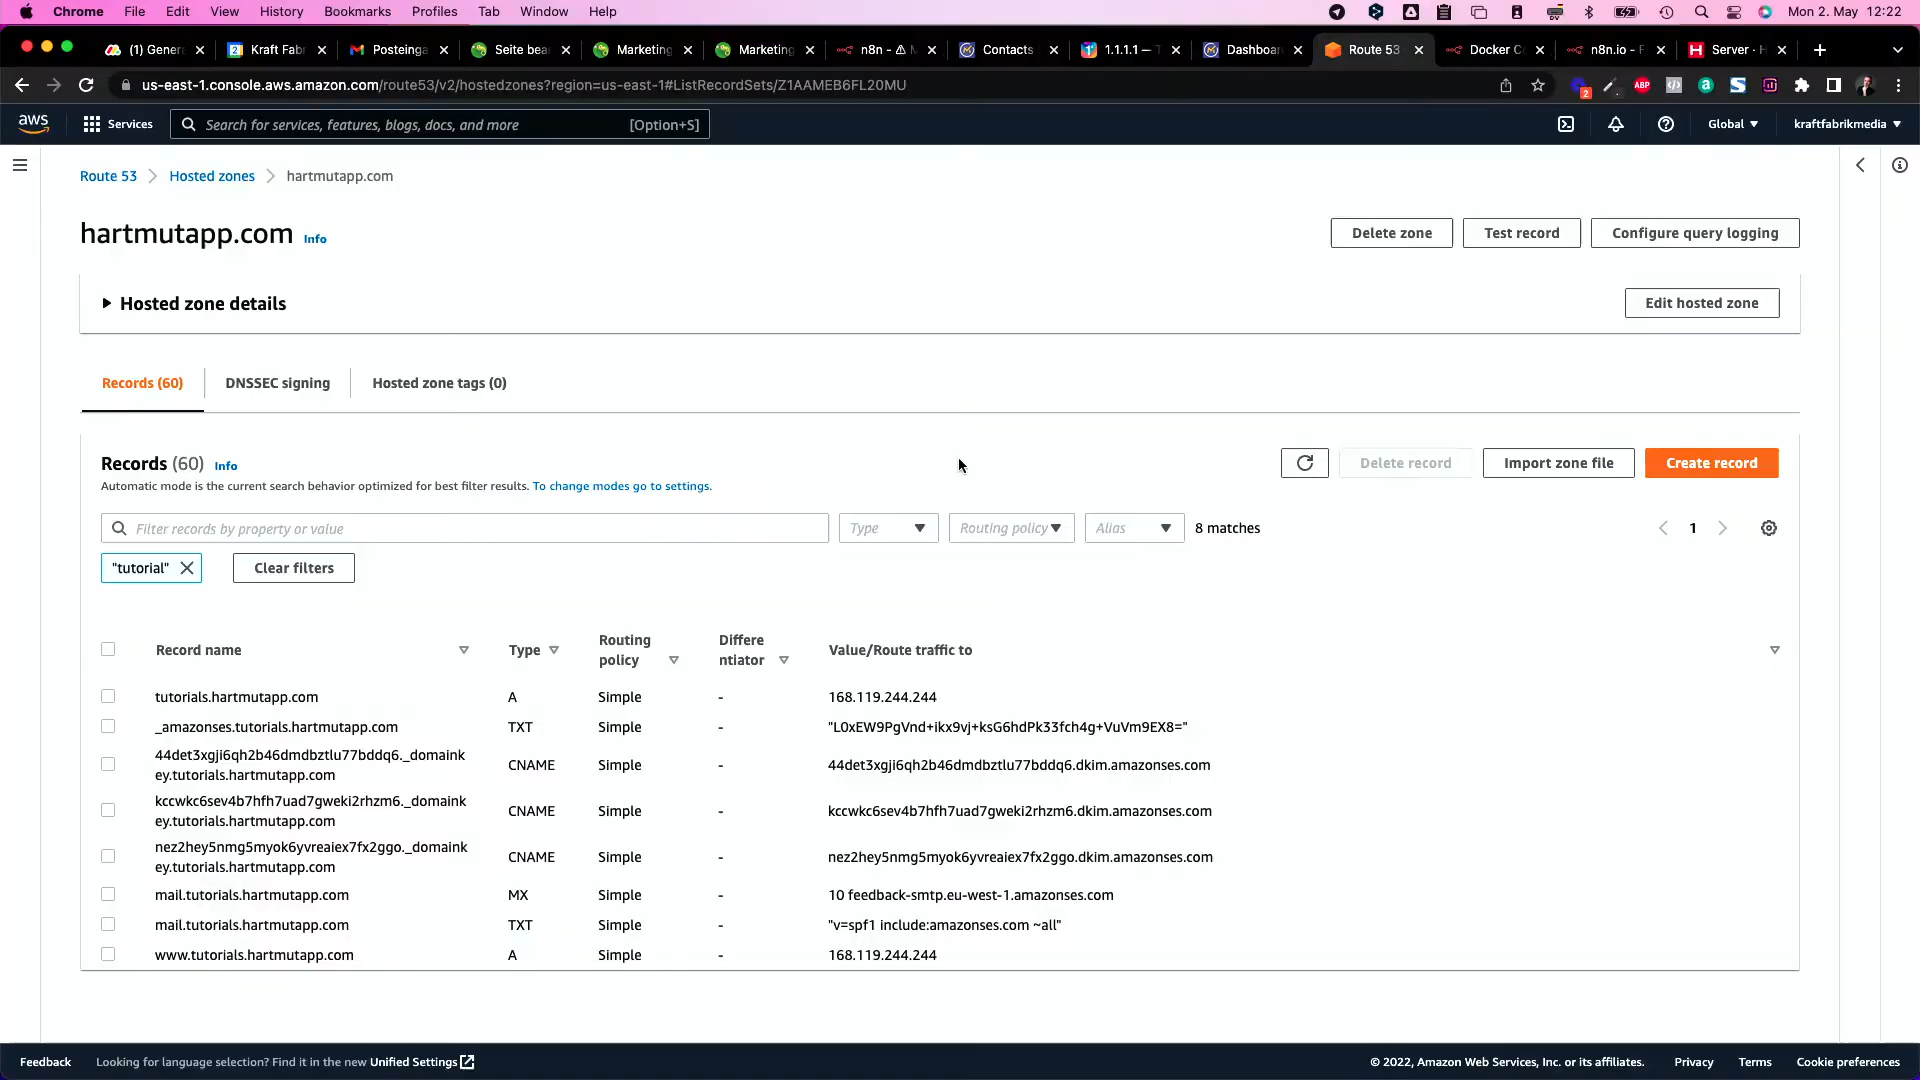 Chrome File Edit View History Bookmarks Profiles Tab Window Help Mon 2. May 12:22
(1) Genera 2 Kraft Fabr Posteinga Seite bear Marketing Marketing n8n - Contacts 1.1.1.1 — Dashboar Route 53 Docker C n8n.io - F H Server - H
us-east-1.console.aws.amazon.com/route53/v2/hostedzones?region=us-east-1#ListRecordSets/Z1AAMEB6FL20MU 2 ABP
aws Services Search for services, features, blogs, docs, and more [Option+S] Global kraftfabrikmedia
Route 53 Hosted zones hartmutapp.com
hartmutapp.com Info Delete zone Test record Configure query logging
Hosted zone details Edit hosted zone
Records (60) DNSSEC signing Hosted zone tags (0)
Records (60) Info Delete record Import zone file Create record
Automatic mode is the current search behavior optimized for best filter results. To change modes go to settings.
Filter records by property or value Type Routing policy Alias 8 matches 1
"tutorial" Clear filters
Record name Type Routing policy Differe ntiator Value/Route traffic to
tutorials.hartmutapp.com A Simple - 168.119.244.244
_amazonses.tutorials.hartmutapp.com TXT Simple - "L0xEW9PgVnd+ikx9vj+ksG6hdPk33fch4g+VuVm9EX8="
44det3xgji6qh2b46dmdbztlu77bddq6._domaink
ey.tutorials.hartmutapp.com CNAME Simple - 44det3xgji6qh2b46dmdbztlu77bddq6.dkim.amazonses.com
kccwkc6sev4b7hfh7uad7gweki2rhzm6._domaink
ey.tutorials.hartmutapp.com CNAME Simple - kccwkc6sev4b7hfh7uad7gweki2rhzm6.dkim.amazonses.com
nez2hey5nmg5myok6yvreaiex7fx2ggo._domaink
ey.tutorials.hartmutapp.com CNAME Simple - nez2hey5nmg5myok6yvreaiex7fx2ggo.dkim.amazonses.com
mail.tutorials.hartmutapp.com MX Simple - 10 feedback-smtp.eu-west-1.amazonses.com
mail.tutorials.hartmutapp.com TXT Simple - "v=spf1 include:amazonses.com ~all"
www.tutorials.hartmutapp.com A Simple - 168.119.244.244
Feedback Looking for language selection? Find it in the new Unified Settings © 2022, Amazon Web Services, Inc. or its affiliates. Privacy Terms Cookie preferences